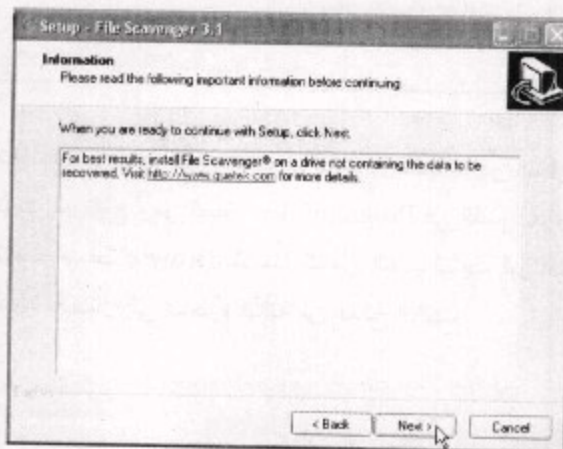 Setup - File Scavenger 3.1
Information
Please read the following important information before continuing.
When you are ready to continue with Setup, click Next.
For best results, install File Scavenger® on a drive not containing the data to be
recovered. Visit http://www.quetek.com for more details.
< Back
Next >
Cancel